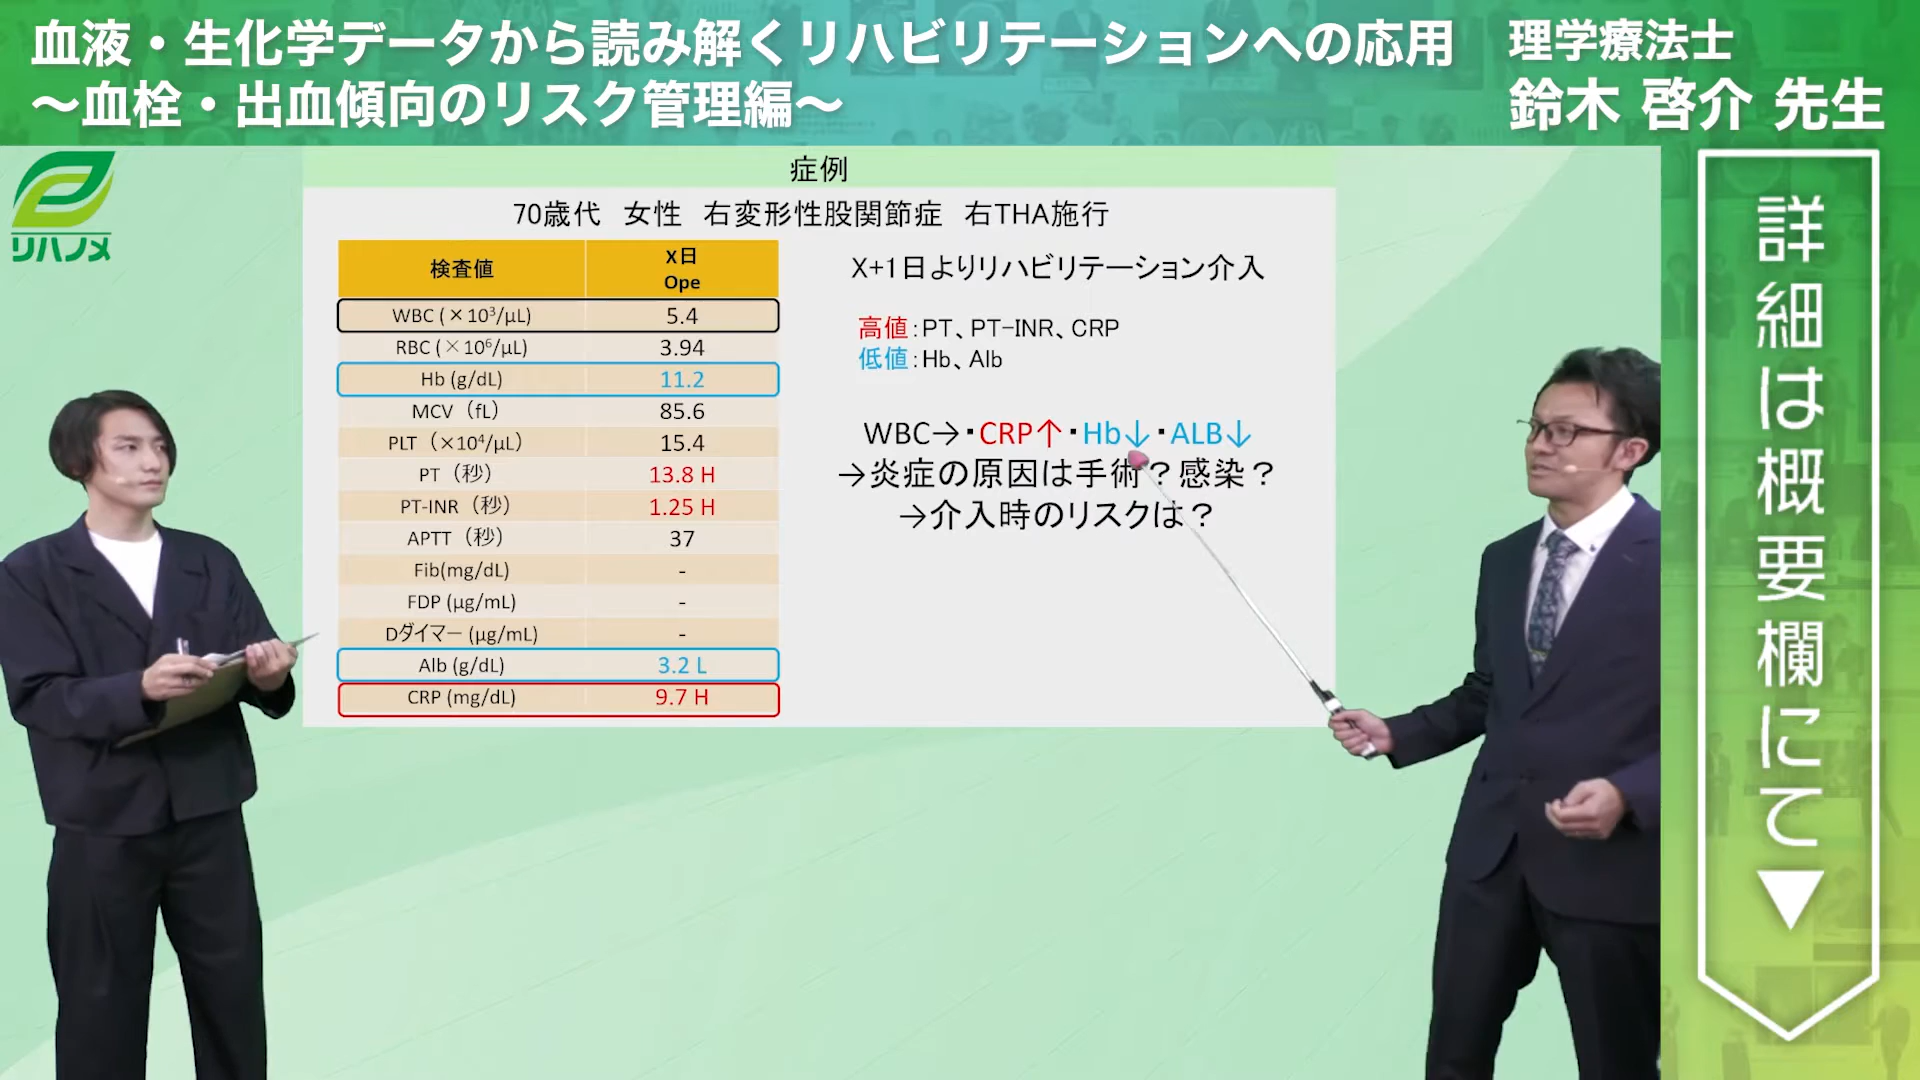 血液・生化学データから読み解くリハビリテーションへの応用
～血栓・出血傾向のリスク管理編～
理学療法士
鈴木 啓介 先生
リハノメ
症例
70歳代 女性 右変形性股関節症 右THA施行
検査値 X日 Ope
WBC (×10³/μL) 5.4
RBC (×10⁶/μL) 3.94
Hb (g/dL) 11.2
MCV (fL) 85.6
PLT (×10⁴/μL) 15.4
PT (秒) 13.8 H
PT-INR (秒) 1.25 H
APTT (秒) 37
Fib(mg/dL) -
FDP (μg/mL) -
Dダイマー (μg/mL) -
Alb (g/dL) 3.2 L
CRP (mg/dL) 9.7 H
X+1日よりリハビリテーション介入
高値：PT、PT-INR、CRP
低値：Hb、Alb
WBC→・CRP↑・Hb↓・ALB↓
→炎症の原因は手術？感染？
→介入時のリスクは？
詳細は概要欄にて▼